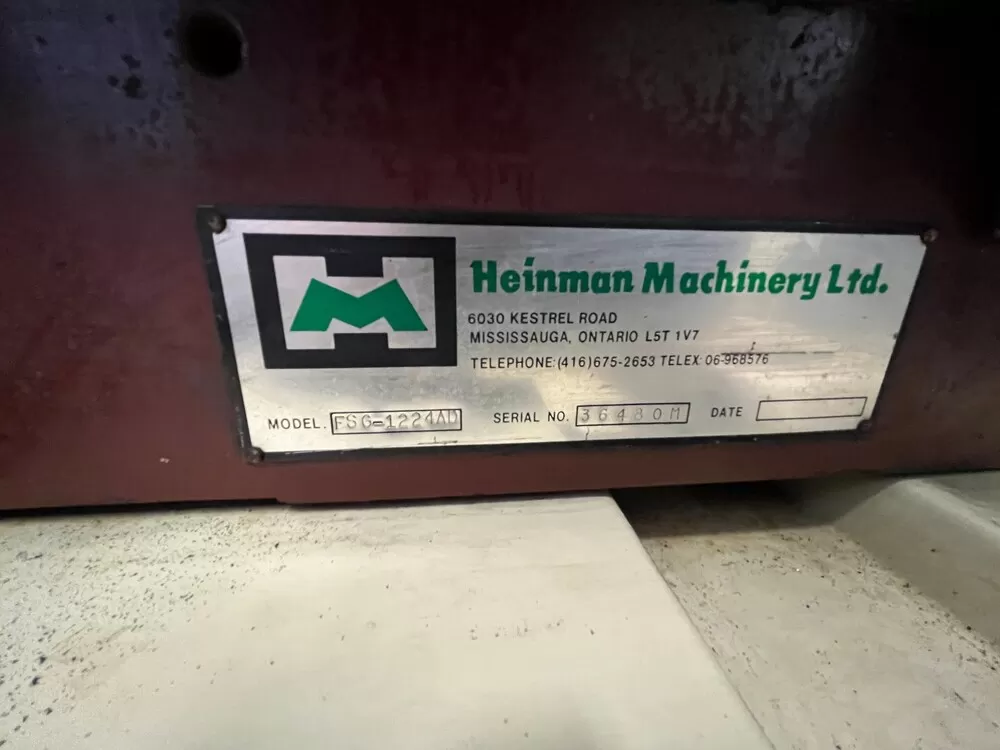 HM
Heinman Machinery Ltd.
6030 KESTREL ROAD
MISSISSAUGA, ONTARIO L5T 1V7
TELEPHONE: (416) 675-2653 TELEX: 06-968576
MODEL. FSG-1224AD SERIAL NO. 36480M DATE